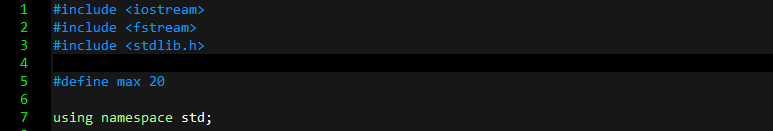 1 #include <iostream>
2 #include <fstream>
3 #include <stdlib.h>
4
5 #define max 20
6
7 using namespace std;